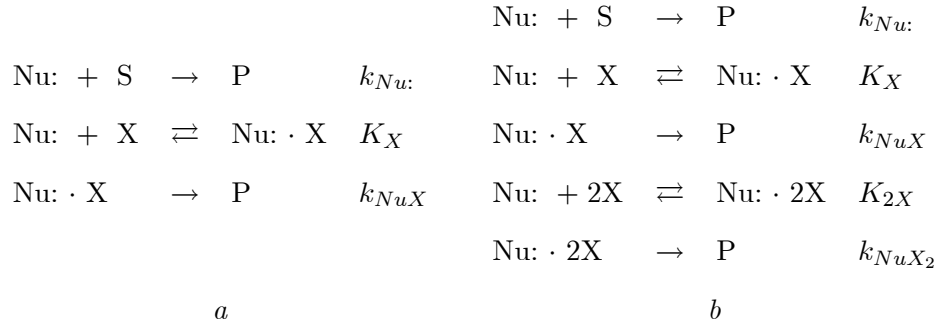 Nu: + S → P k_{Nu:}
Nu: + X ⇄ Nu: · X K_X
Nu: · X → P k_{NuX}
a
Nu: + S → P k_{Nu:}
Nu: + X ⇄ Nu: · X K_X
Nu: · X → P k_{NuX}
Nu: + 2X ⇄ Nu: · 2X K_{2X}
Nu: · 2X → P k_{NuX_2}
b